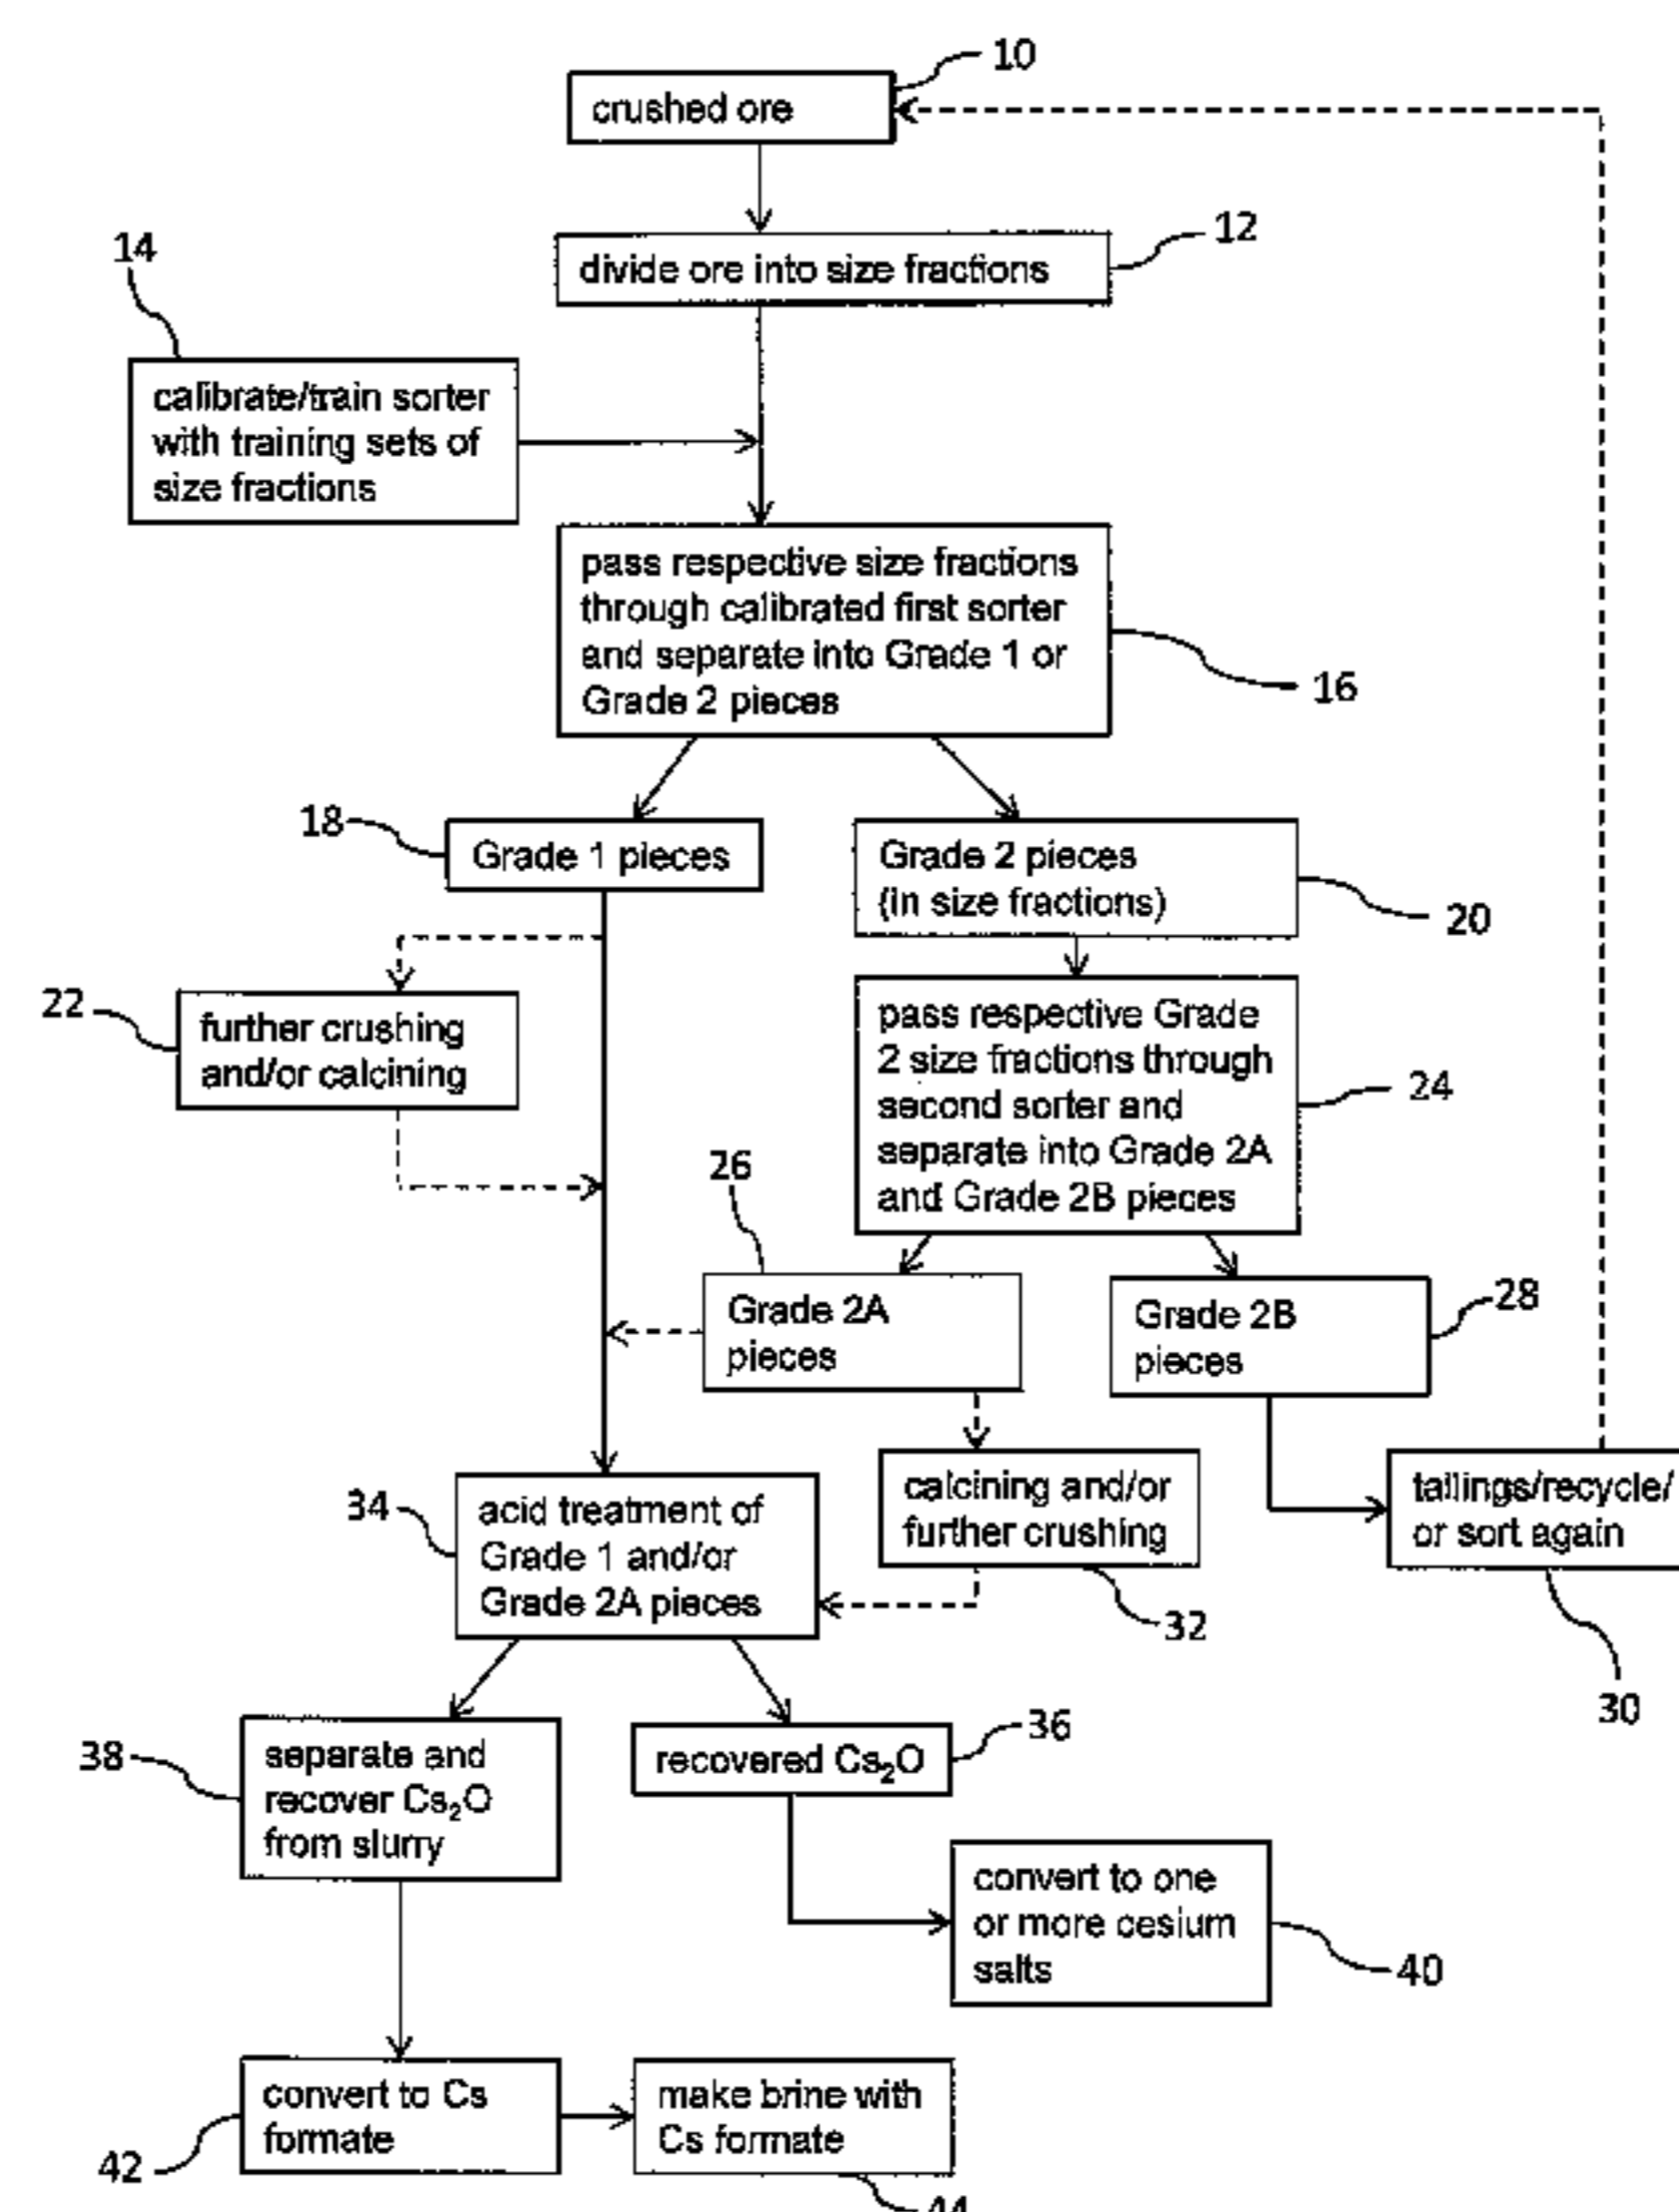 10
crushed ore
12
divide ore into size fractions
14
calibrate/train sorter
with training sets of
size fractions
pass respective size fractions
through calibrated first sorter
and separate into Grade 1 or
Grade 2 pieces
16
18
Grade 1 pieces
Grade 2 pieces
(in size fractions)
20
22
further crushing
and/or calcining
pass respective Grade
2 size fractions through
second sorter and
separate into Grade 2A
and Grade 2B pieces
24
26
Grade 2A
pieces
Grade 2B
pieces
28
34
acid treatment of
Grade 1 and/or
Grade 2A pieces
calcining and/or
further crushing
32
tailings/recycle/
or sort again
30
38
separate and
recover Cs₂O
from slurry
recovered Cs₂O
36
convert to one
or more cesium
salts
40
convert to Cs
formate
42
make brine with
Cs formate
44